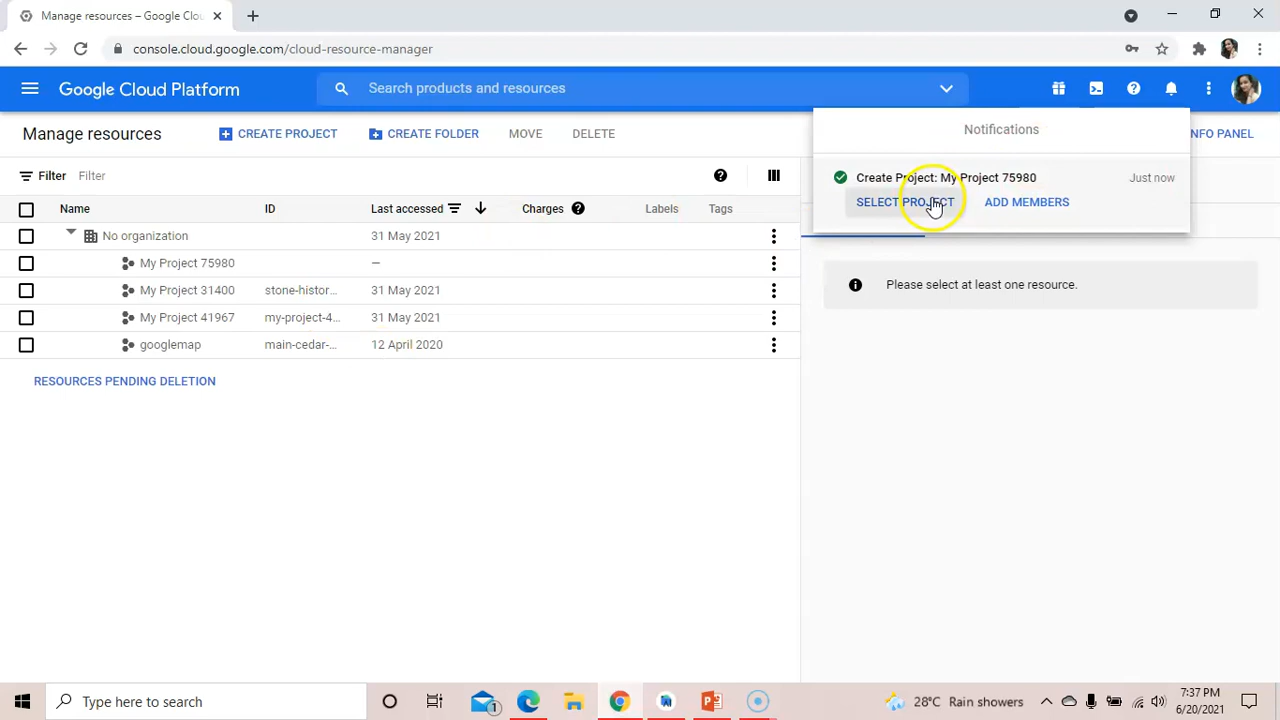 Manage resources – Google Clou
console.cloud.google.com/cloud-resource-manager
Google Cloud Platform
Search products and resources
Manage resources
CREATE PROJECT
CREATE FOLDER
MOVE
DELETE
NFO PANEL
Notifications
Create Project: My Project 75980
Just now
SELECT PROJECT
ADD MEMBERS
Filter
Filter
Name
ID
Last accessed
Charges
Labels
Tags
No organization
31 May 2021
My Project 75980
—
My Project 31400
stone-histor...
31 May 2021
My Project 41967
my-project-4...
31 May 2021
googlemap
main-cedar-...
12 April 2020
RESOURCES PENDING DELETION
Please select at least one resource.
Type here to search
1
28°C Rain showers
7:37 PM
6/20/2021